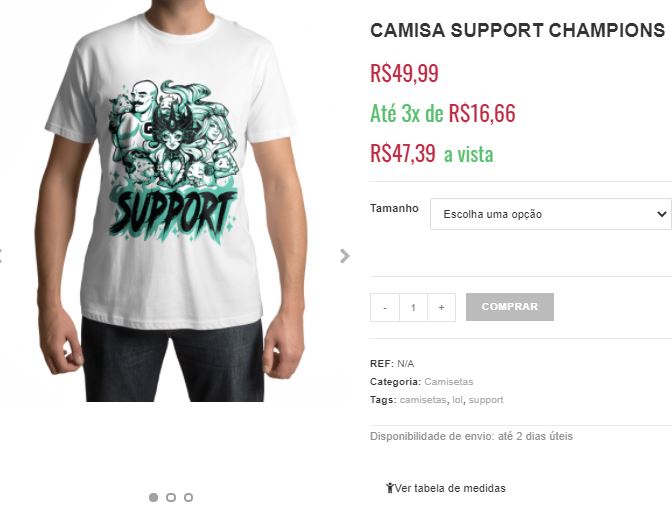 SUPPORT
CAMISA SUPPORT CHAMPIONS
R$49,99
Até 3x de R$16,66
R$47,39 a vista
Tamanho
Escolha uma opção
- 1 +
COMPRAR
REF: N/A
Categoria: Camisetas
Tags: camisetas, lol, support
Disponibilidade de envio: até 2 dias úteis
Ver tabela de medidas